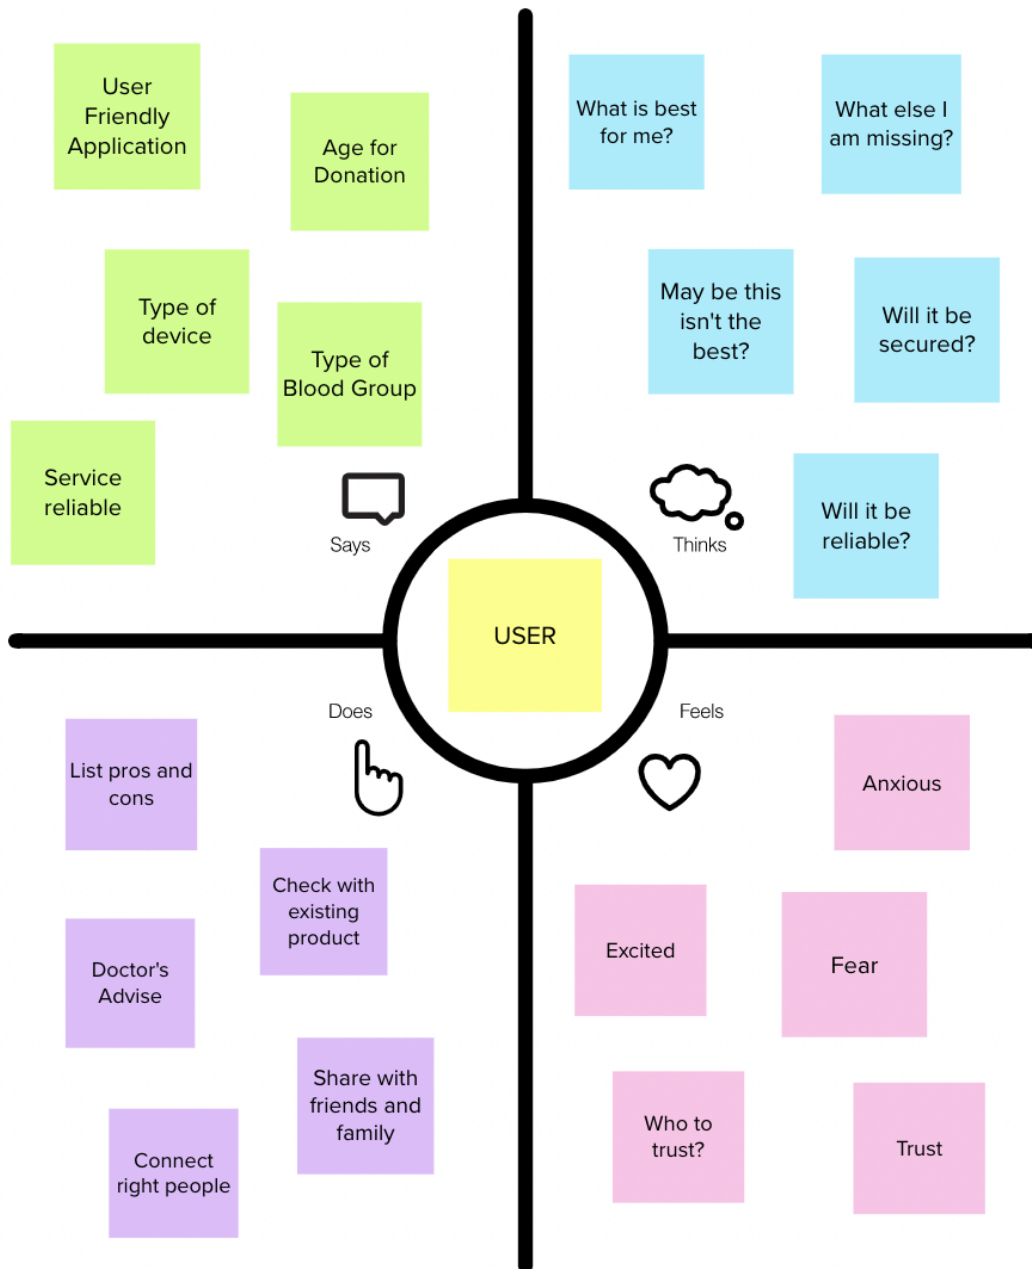 User
Friendly
Application
Age for
Donation
Type of
device
Type of
Blood Group
Service
reliable
Says
What is best
for me?
What else I
am missing?
May be this
isn't the
best?
Will it be
secured?
Will it be
reliable?
Thinks
USER
Does
List pros and
cons
Check with
existing
product
Doctor's
Advise
Share with
friends and
family
Connect
right people
Feels
Anxious
Excited
Fear
Who to
trust?
Trust